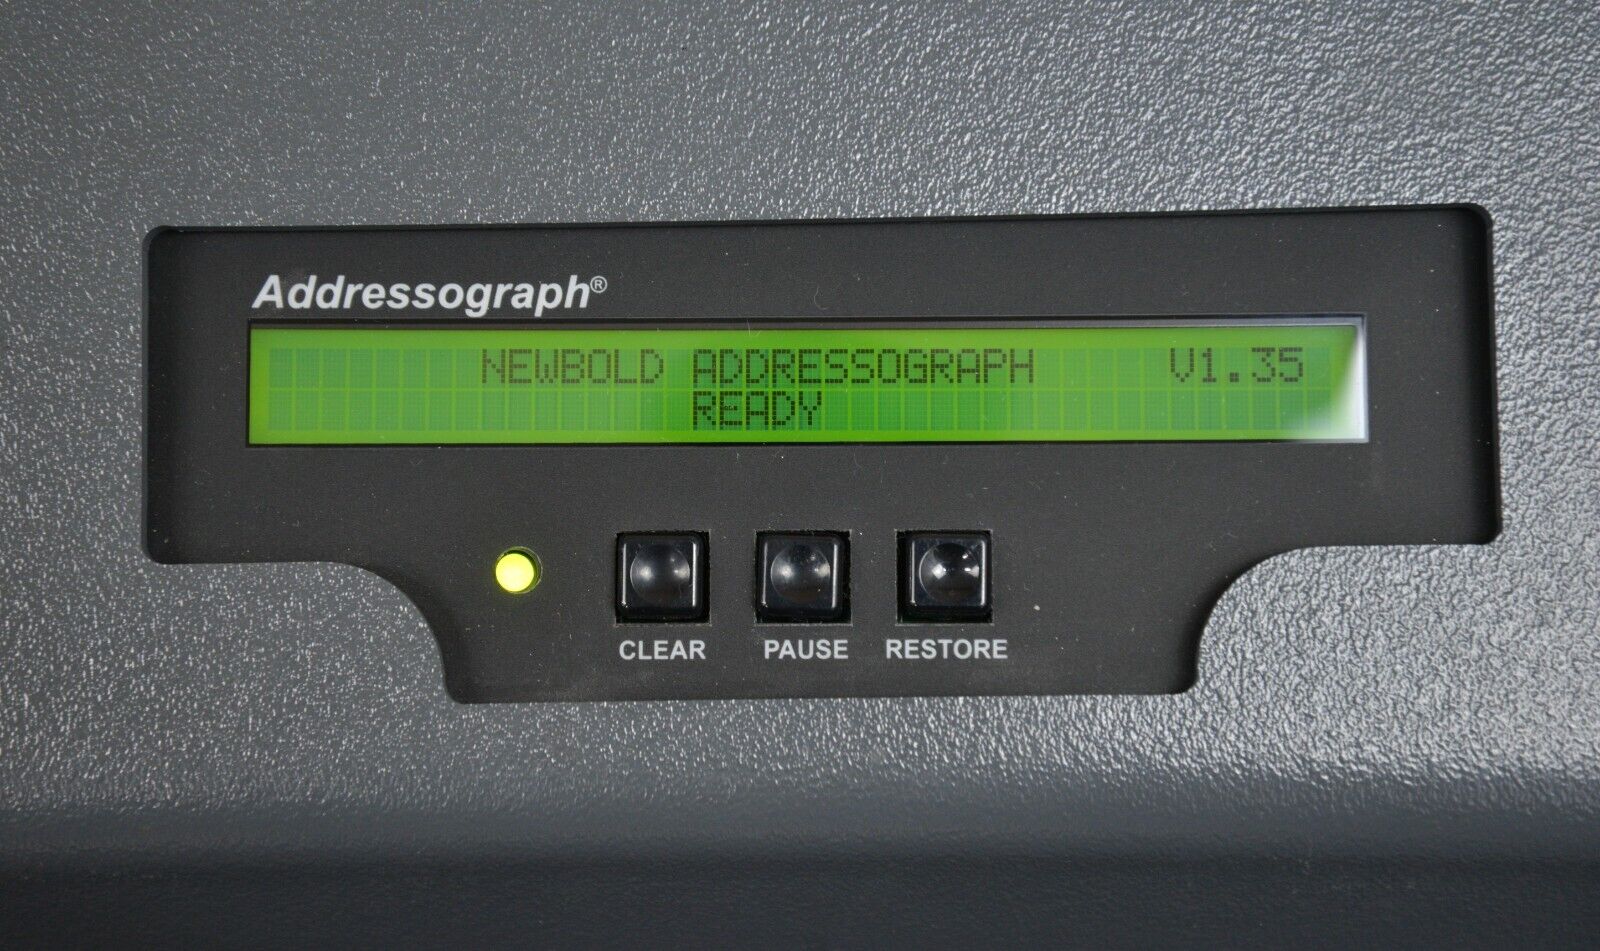 Addressograph®
NEWBOLD ADDRESSOGRAPH V1.35
READY
CLEAR PAUSE RESTORE